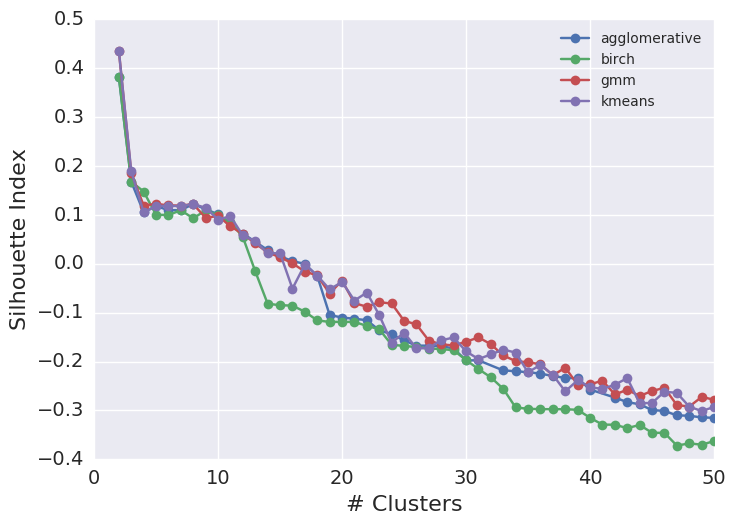 0.5
0.4
0.3
0.2
0.1
0.0
−0.1
−0.2
−0.3
−0.4
Silhouette Index
agglomerative
birch
gmm
kmeans
0 10 20 30 40 50
# Clusters